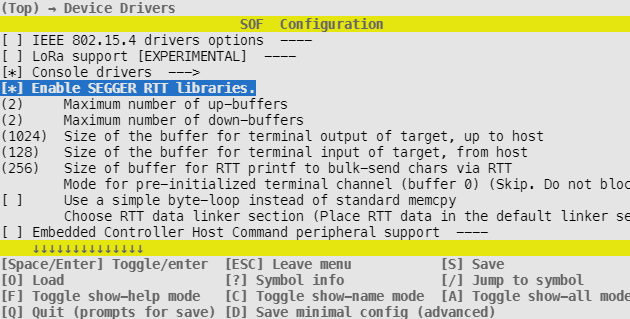 (Top) → Device Drivers
SOF  Configuration
[ ] IEEE 802.15.4 drivers options  ----
[ ] LoRa support [EXPERIMENTAL]  ----
[*] Console drivers  --->
[*] Enable SEGGER RTT libraries.
(2)     Maximum number of up-buffers
(2)     Maximum number of down-buffers
(1024)  Size of the buffer for terminal output of target, up to host
(128)   Size of the buffer for terminal input of target, from host
(256)   Size of buffer for RTT printf to bulk-send chars via RTT
        Mode for pre-initialized terminal channel (buffer 0) (Skip. Do not bloc
[ ]     Use a simple byte-loop instead of standard memcpy
        Choose RTT data linker section (Place RTT data in the default linker se
[ ] Embedded Controller Host Command peripheral support  ----
↓↓↓↓↓↓↓↓↓↓↓↓↓↓
[Space/Enter] Toggle/enter  [ESC] Leave menu           [S] Save
[O] Load                    [?] Symbol info            [/] Jump to symbol
[F] Toggle show-help mode   [C] Toggle show-name mode  [A] Toggle show-all mode
[Q] Quit (prompts for save) [D] Save minimal config (advanced)